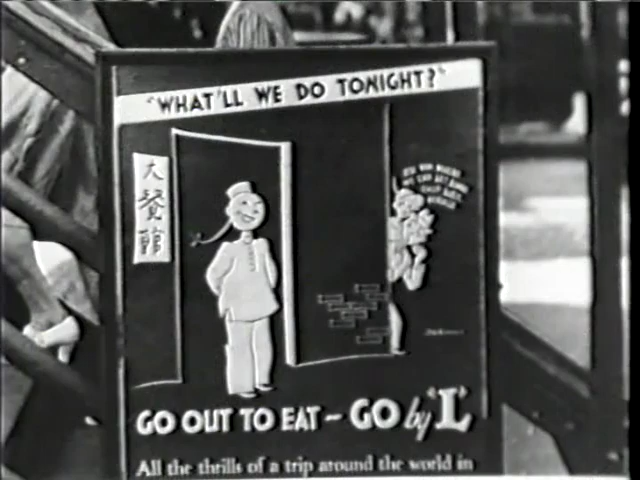 "WHAT'LL WE DO TONIGHT?"
大
餐
館
GO OUT TO EAT - GO by "L"
All the thrills of a trip around the world in